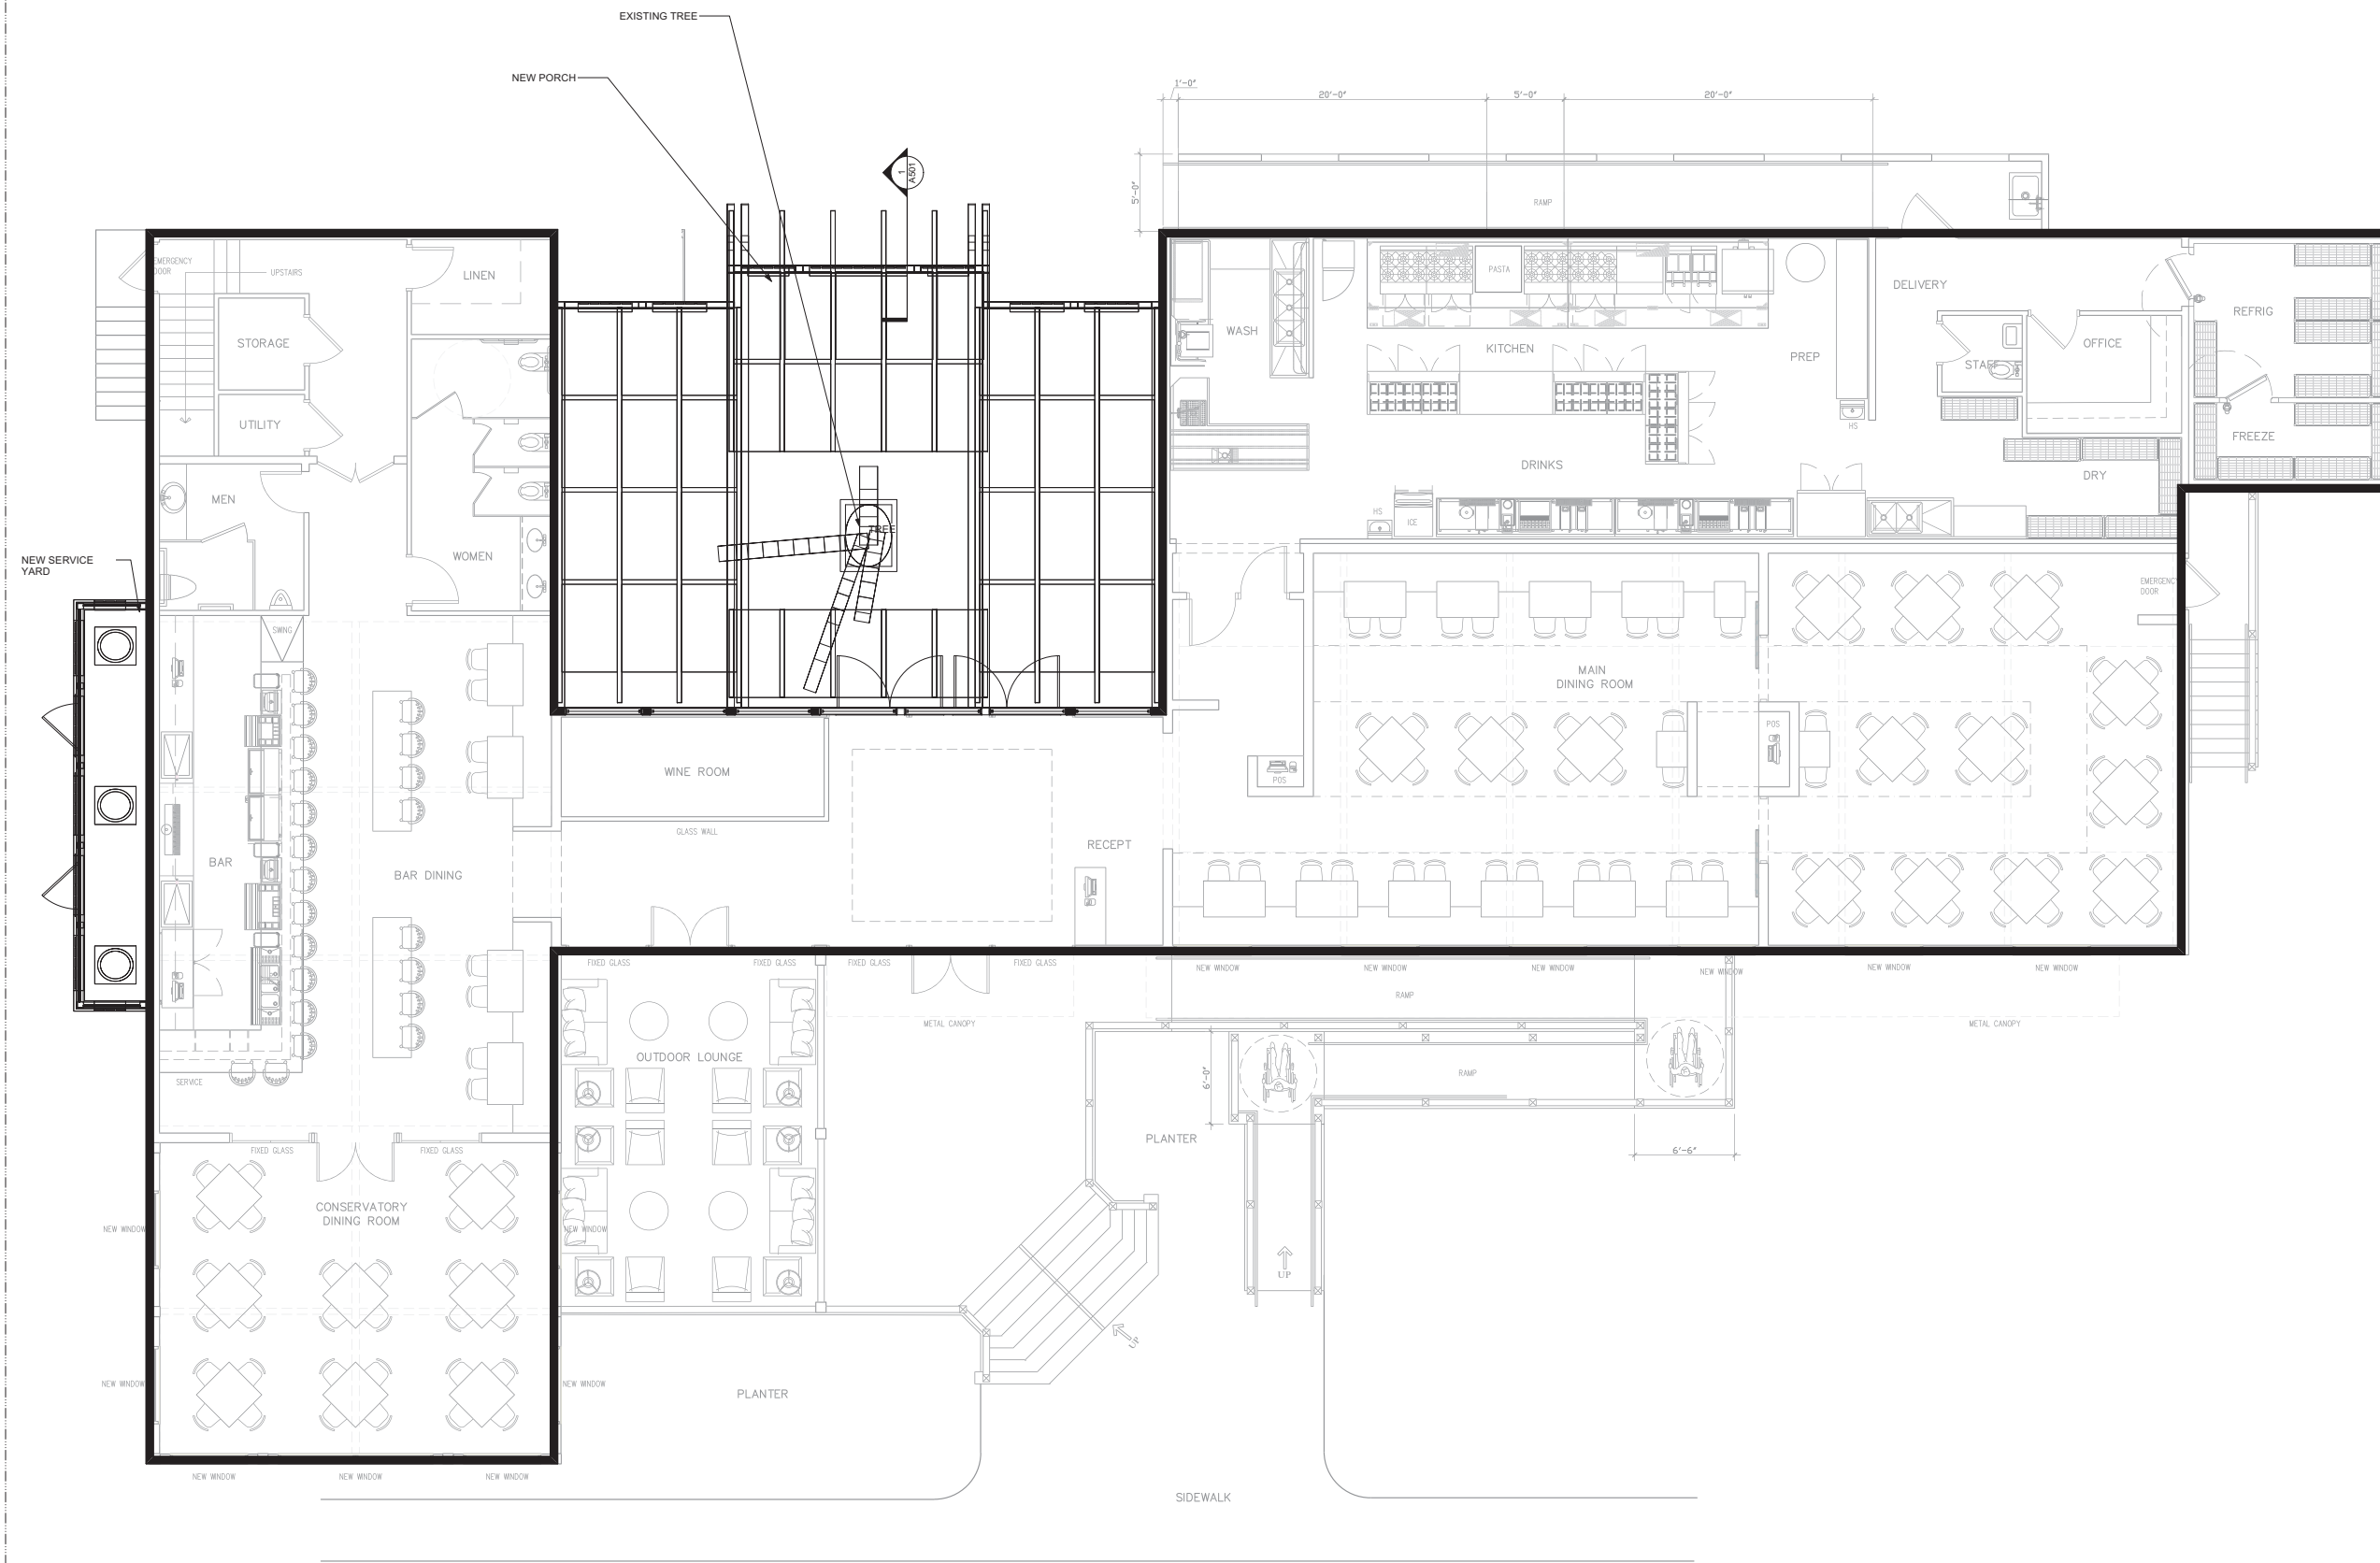 EXISTING TREE
NEW PORCH
1'-0"
20'-0"
5'-0"
20'-0"
1
A501
5'-0"
RAMP
EMERGENCY
DOOR
UPSTAIRS
LINEN
STORAGE
UTILITY
MEN
WOMEN
TREE
WASH
PASTA
KITCHEN
PREP
HS
DELIVERY
STAFF
OFFICE
REFRIG
FREEZE
DRY
DRINKS
HS
ICE
NEW SERVICE
YARD
SWING
EMERGENCY
DOOR
MAIN
DINING ROOM
POS
POS
WINE ROOM
GLASS WALL
RECEPT
BAR
BAR DINING
FIXED GLASS
FIXED GLASS
FIXED GLASS
FIXED GLASS
NEW WINDOW
NEW WINDOW
NEW WINDOW
NEW WINDOW
NEW WINDOW
NEW WINDOW
RAMP
METAL CANOPY
METAL CANOPY
OUTDOOR LOUNGE
SERVICE
6'-0"
RAMP
PLANTER
6'-6"
FIXED GLASS
FIXED GLASS
CONSERVATORY
DINING ROOM
NEW WINDOW
NEW WINDOW
UP
UP
NEW WINDOW
NEW WINDOW
PLANTER
NEW WINDOW
NEW WINDOW
NEW WINDOW
SIDEWALK